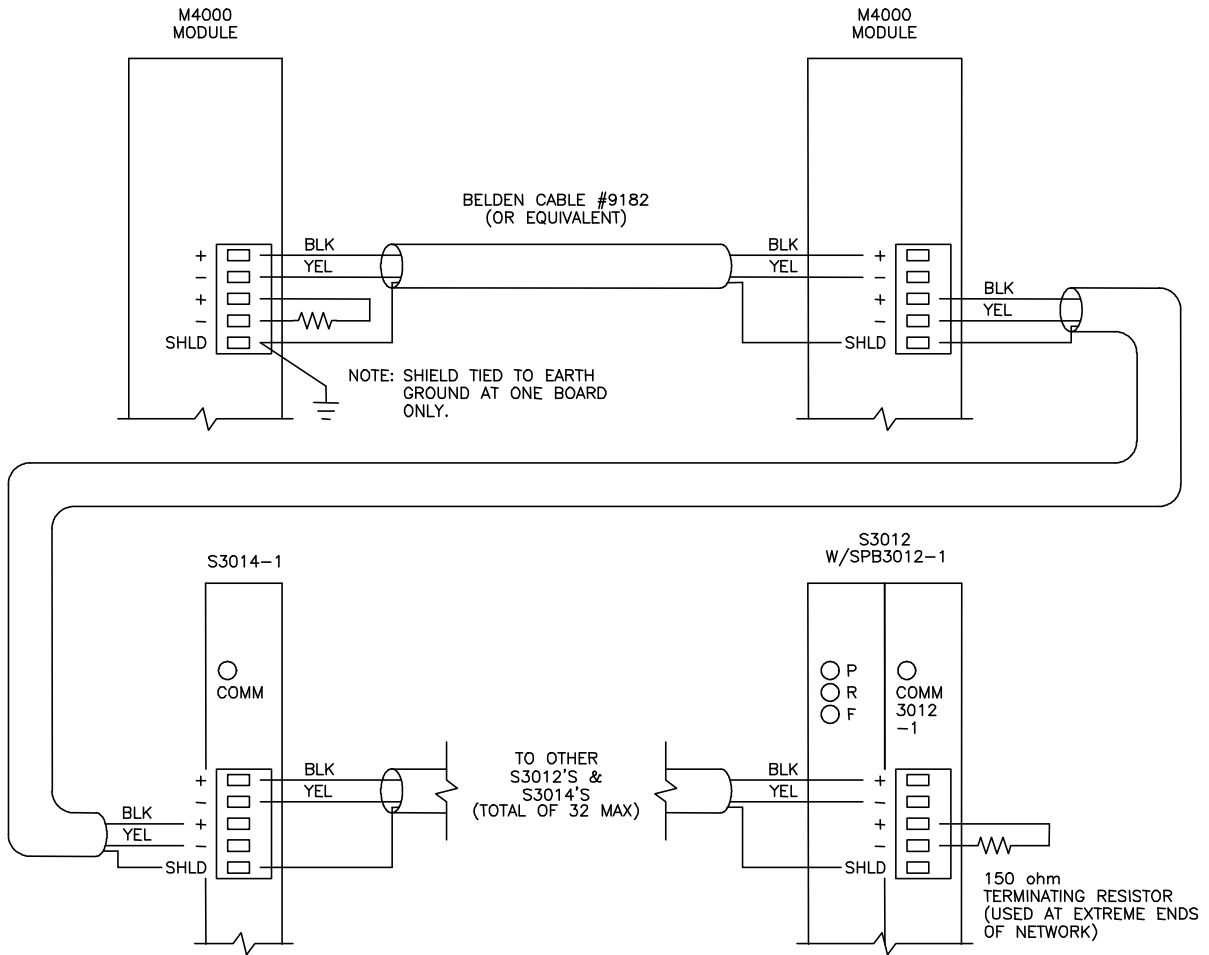 M4000
MODULE
M4000
MODULE
BELDEN CABLE #9182
(OR EQUIVALENT)
+ BLK
- YEL
+
-
SHLD
BLK +
YEL -
+ BLK
- YEL
SHLD
NOTE: SHIELD TIED TO EARTH
GROUND AT ONE BOARD
ONLY.
S3014-1
S3012
W/SPB3012-1
COMM
P
R
F
COMM
3012
-1
TO OTHER
S3012'S &
S3014'S
(TOTAL OF 32 MAX)
+ BLK
- YEL
BLK +
YEL -
SHLD
BLK +
YEL -
+
-
SHLD
150 ohm
TERMINATING RESISTOR
(USED AT EXTREME ENDS
OF NETWORK)